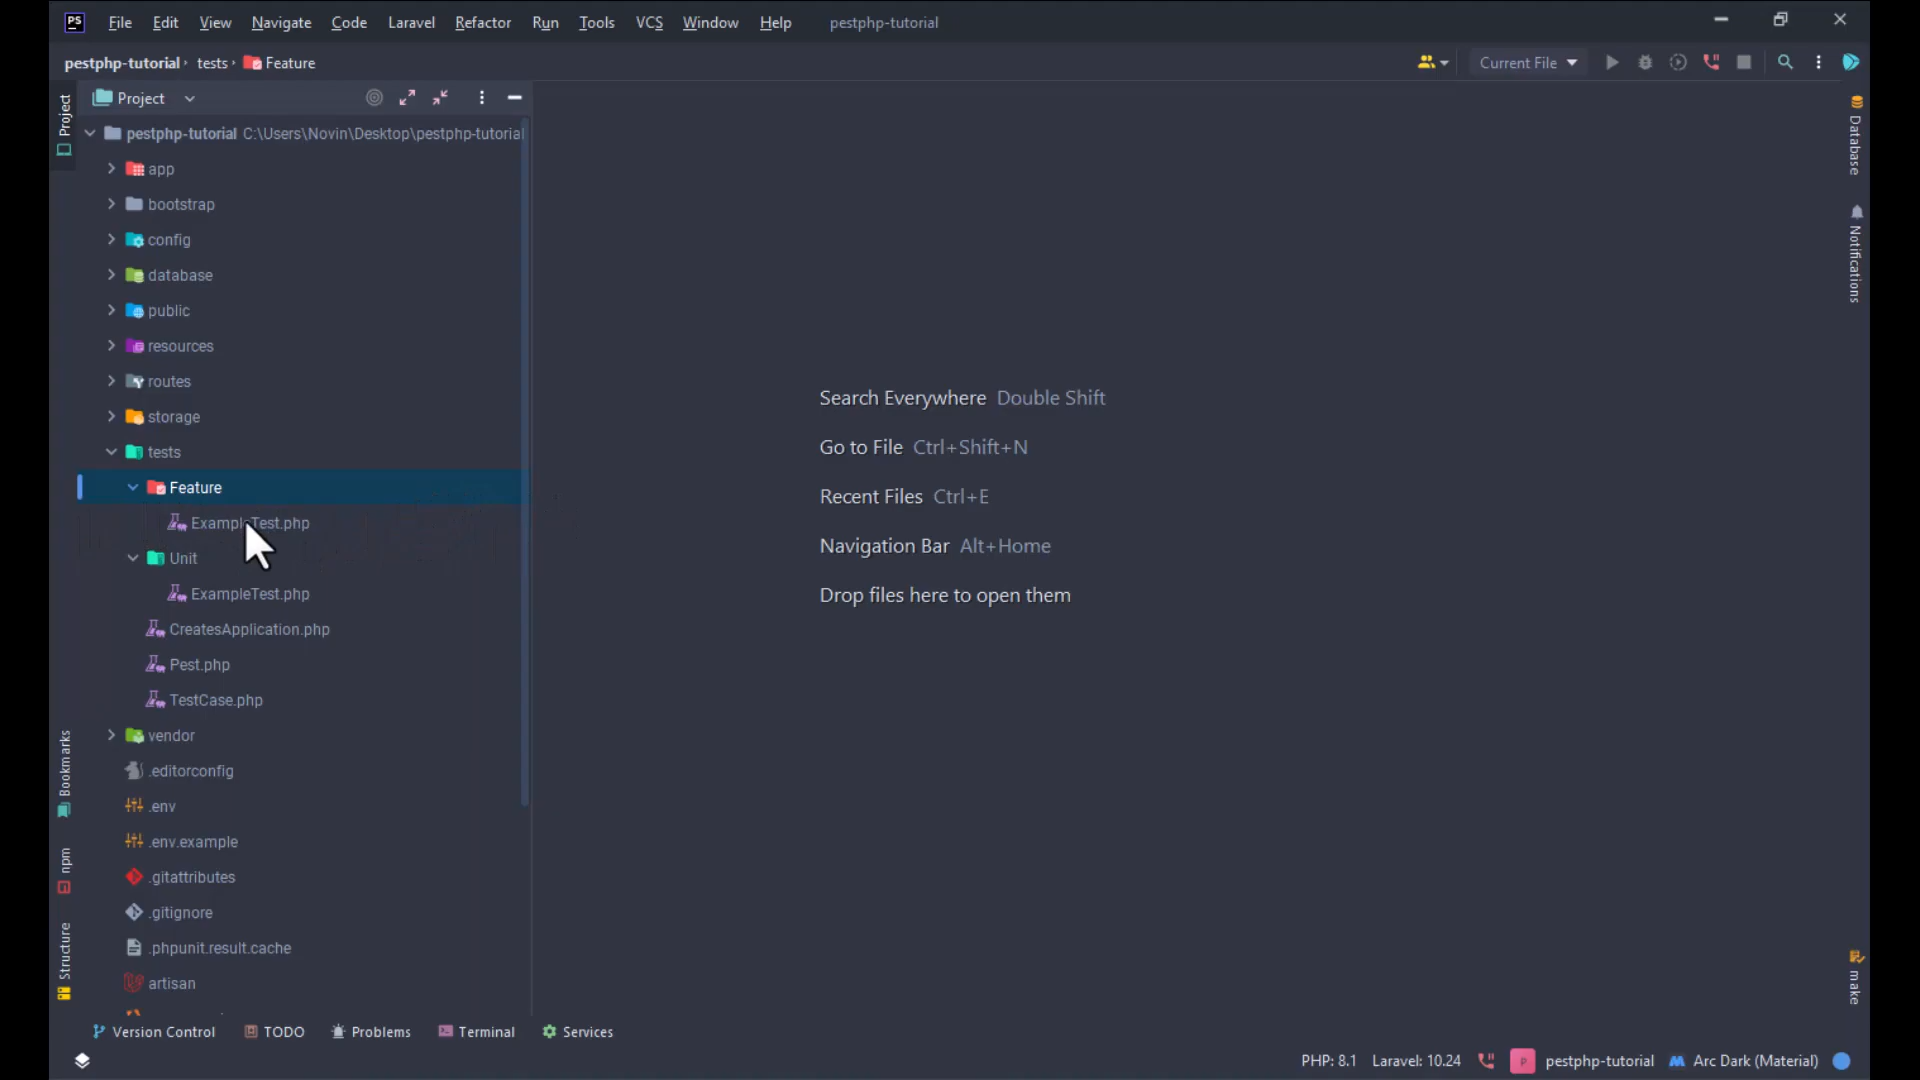 PS File Edit View Navigate Code Laravel Refactor Run Tools VCS Window Help pestphp-tutorial
pestphp-tutorial tests Feature
Current File
Project
Project
pestphp-tutorial C:\Users\Novin\Desktop\pestphp-tutorial
app
bootstrap
config
database
public
resources
routes
storage
tests
Feature
ExampleTest.php
Unit
ExampleTest.php
CreatesApplication.php
Pest.php
TestCase.php
vendor
.editorconfig
.env
.env.example
.gitattributes
.gitignore
.phpunit.result.cache
artisan
Bookmarks
npm
Structure
Search Everywhere Double Shift
Go to File Ctrl+Shift+N
Recent Files Ctrl+E
Navigation Bar Alt+Home
Drop files here to open them
Database
Notifications
make
Version Control TODO Problems Terminal Services
PHP: 8.1 Laravel: 10.24 P pestphp-tutorial Arc Dark (Material)